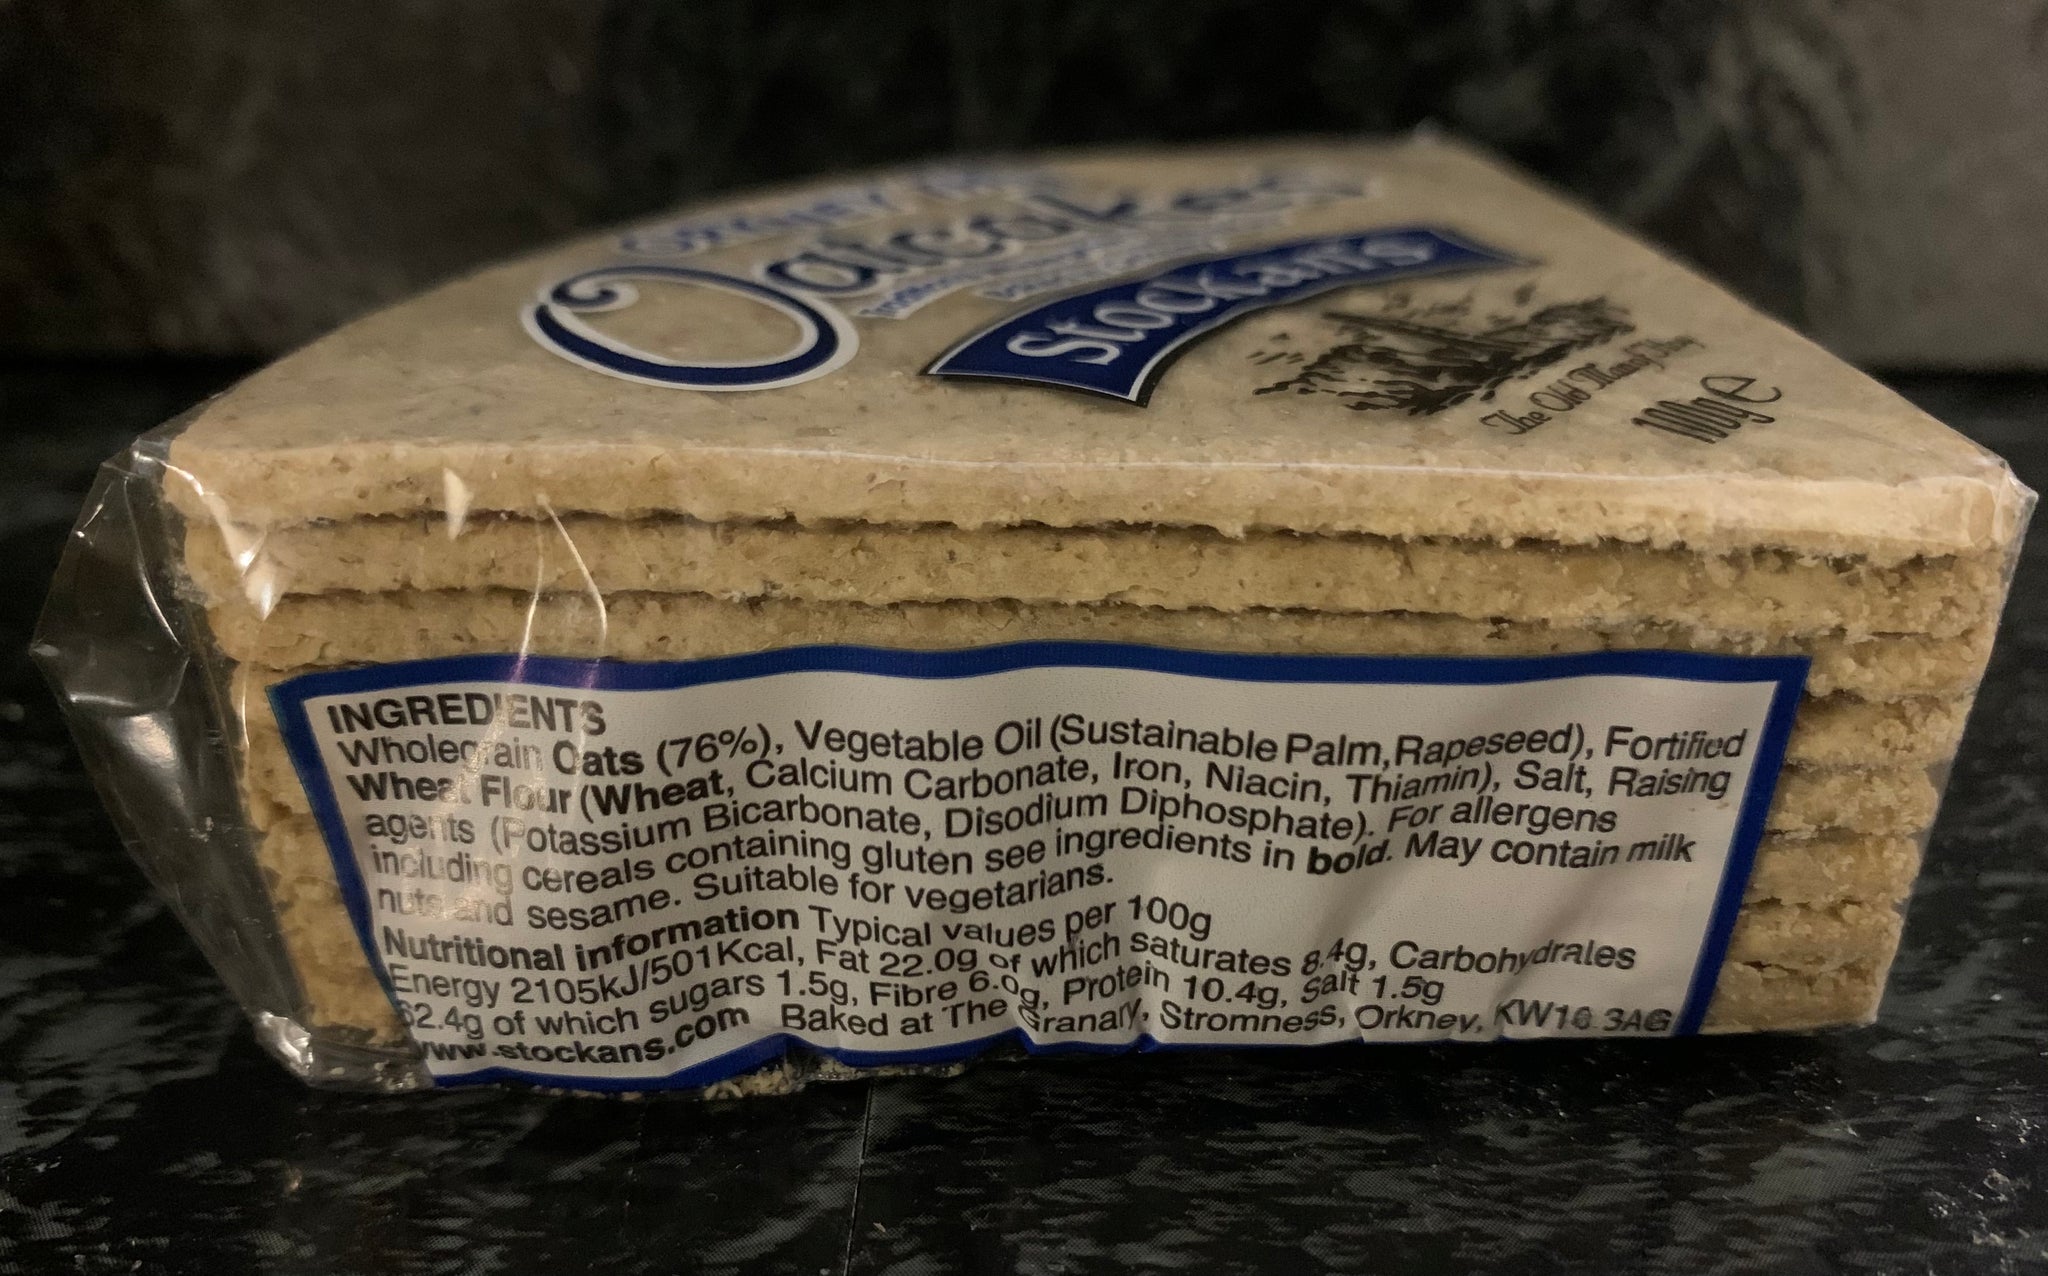 Oatcakes
Stockan's
The Old Man of Hoy
100g e
INGREDIENTS
Wholegrain Oats (76%), Vegetable Oil (Sustainable Palm, Rapeseed), Fortified
Wheat Flour (Wheat, Calcium Carbonate, Iron, Niacin, Thiamin), Salt, Raising
agents (Potassium Bicarbonate, Disodium Diphosphate). For allergens
including cereals containing gluten see ingredients in bold. May contain milk
nuts and sesame. Suitable for vegetarians.
Nutritional information Typical values per 100g
Energy 2105kJ/501Kcal, Fat 22.0g of which saturates 8.4g, Carbohydrales
62.4g of which sugars 1.5g, Fibre 6.0g, Protein 10.4g, Salt 1.5g
www.stockans.com Baked at The Granary, Stromness, Orkney, KW16 3AG